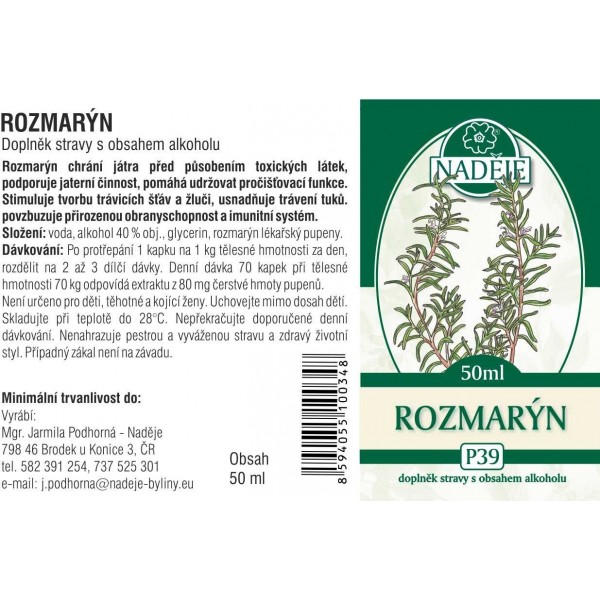 ROZMARÝN
Doplněk stravy s obsahem alkoholu
Rozmarýn chrání játra před působením toxických látek,
podporuje jaterní činnost, pomáhá udržovat pročišťovací funkce.
Stimuluje tvorbu trávicích šťáv a žluči, usnadňuje trávení tuků.
povzbuzuje přirozenou obranyschopnost a imunitní systém.
Složení: voda, alkohol 40 % obj., glycerin, rozmarýn lékařský pupeny.
Dávkování: Po protřepání 1 kapku na 1 kg tělesné hmotnosti za den,
rozdělit na 2 až 3 dílčí dávky. Denní dávka 70 kapek při tělesné
hmotnosti 70 kg odpovídá extraktu z 80 mg čerstvé hmoty pupenů.
Není určeno pro děti, těhotné a kojící ženy. Uchovejte mimo dosah dětí.
Skladujte při teplotě do 28°C. Nepřekračujte doporučené denní
dávkování. Nenahrazuje pestrou a vyváženou stravu a zdravý životní
styl. Případný zákal není na závadu.
Minimální trvanlivost do:
Vyrábí:
Mgr. Jarmila Podhorná - Naděje
798 46 Brodek u Konice 3, ČR
tel. 582 391 254, 737 525 301
e-mail: j.podhorna@nadeje-byliny.eu
Obsah
50 ml
8 594055 100348
NADĚJE
50ml
ROZMARÝN
P39
doplněk stravy s obsahem alkoholu